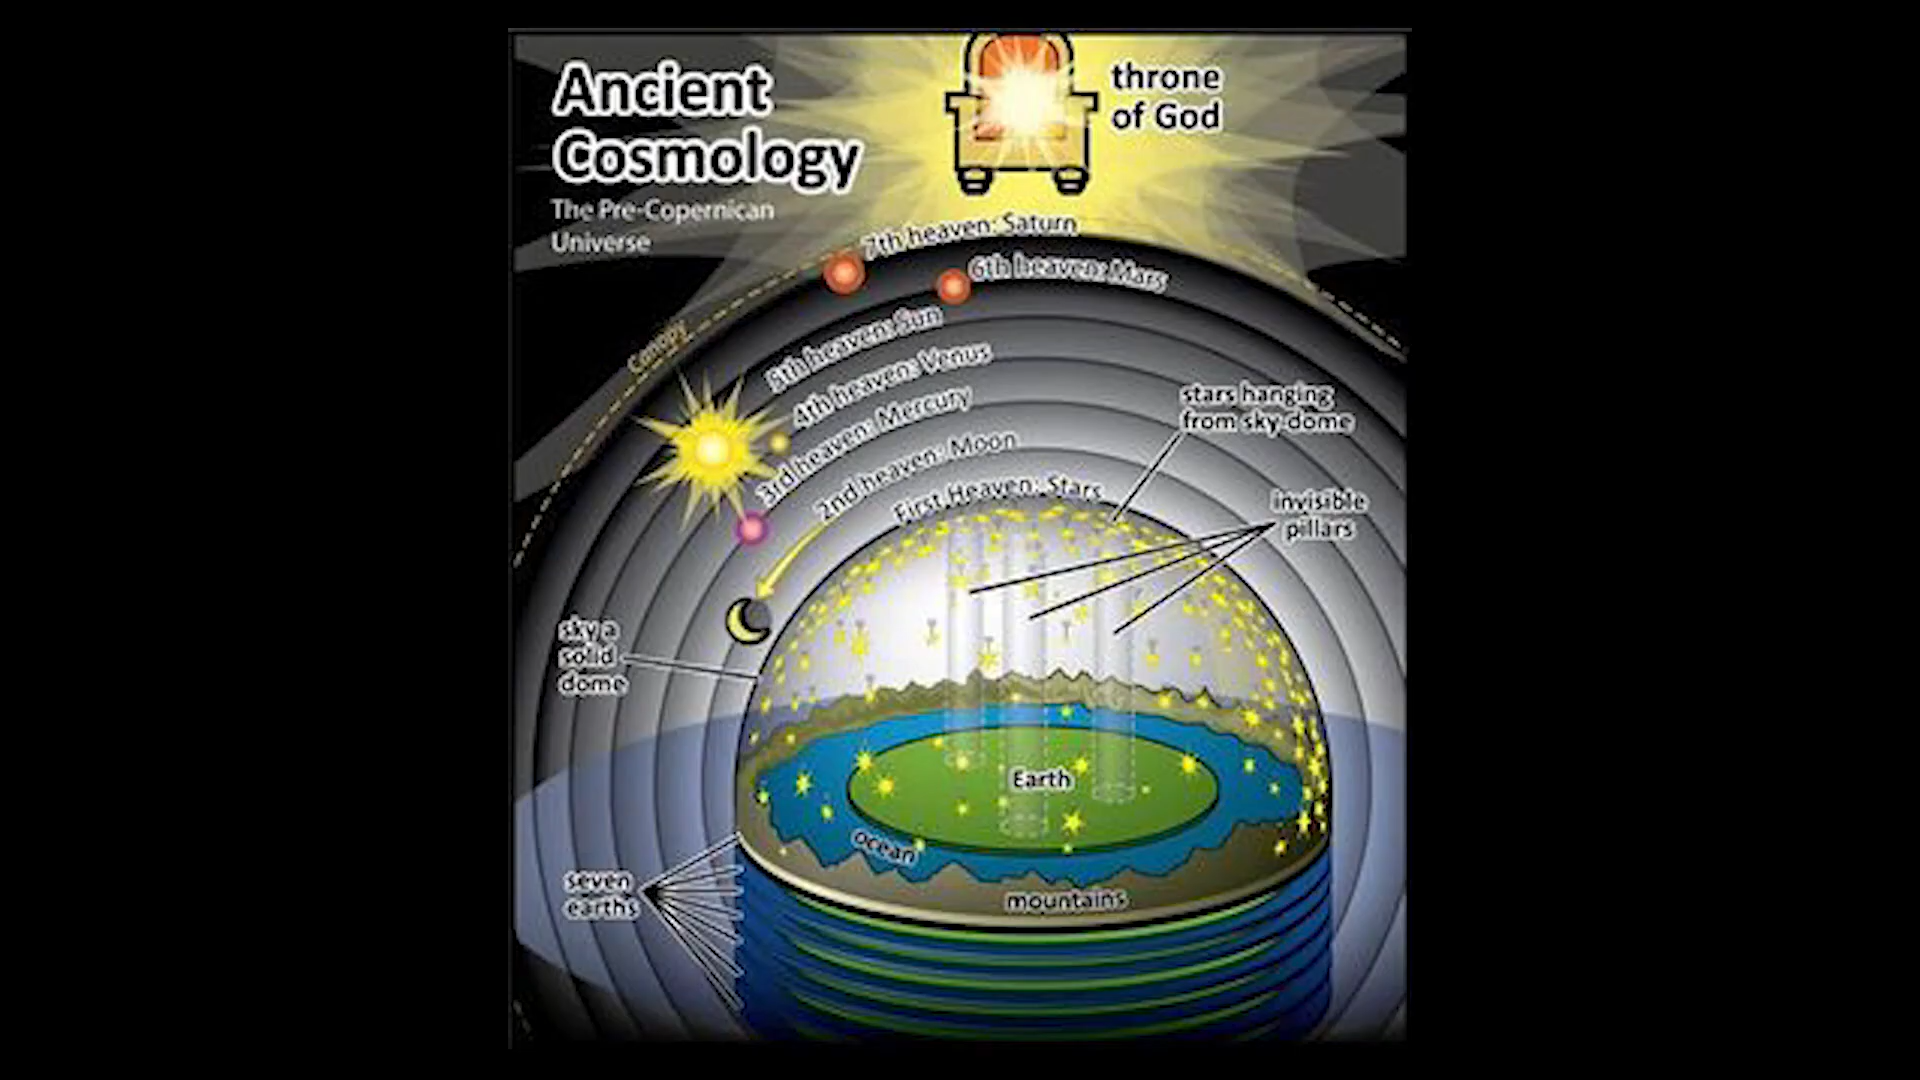 Ancient
Cosmology
The Pre-Copernican
Universe
throne
of God
7th heaven: Saturn
6th heaven: Mars
Canopy
5th heaven: Sun
4th heaven: Venus
3rd heaven: Mercury
2nd heaven: Moon
First Heaven: Stars
stars hanging
from sky-dome
invisible
pillars
sky a
solid
dome
Earth
ocean
mountains
seven
earths